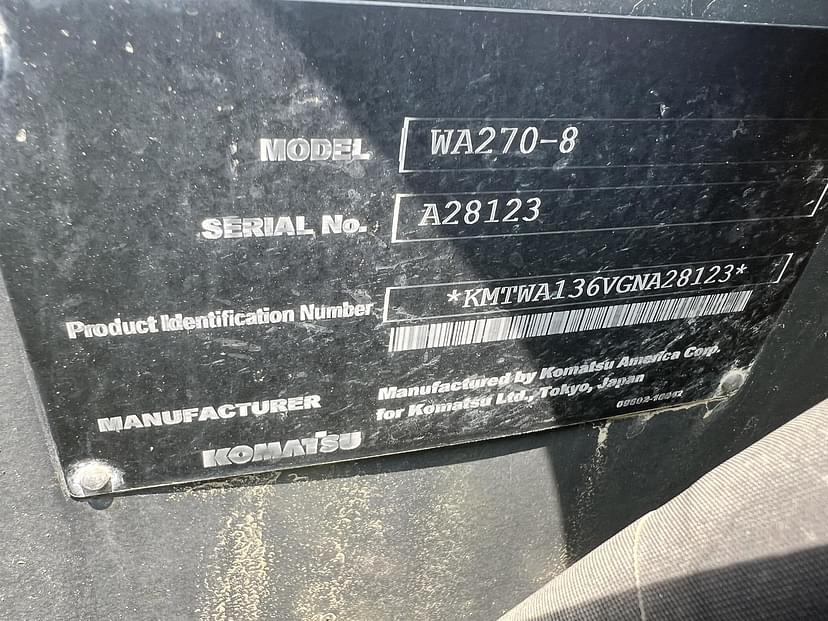 MODEL WA270-8
SERIAL No. A28123
Product Identification Number *KMTWA136VGNA28123*
MANUFACTURER Manufactured by Komatsu America Corp.
for Komatsu Ltd., Tokyo, Japan
KOMATSU